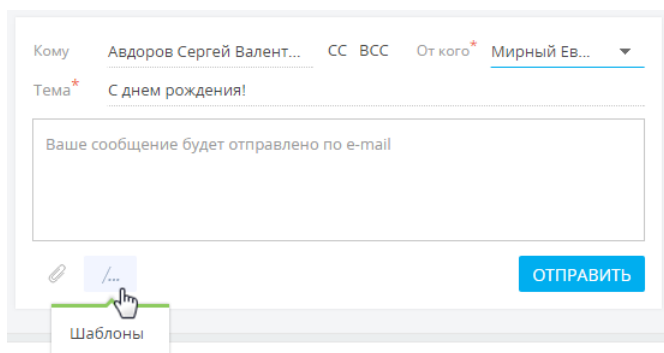 Кому Авдоров Сергей Валент... CC BCC От кого* Мирный Ев...
Тема* С днем рождения!
Ваше сообщение будет отправлено по e-mail
/... ОТПРАВИТЬ
Шаблоны